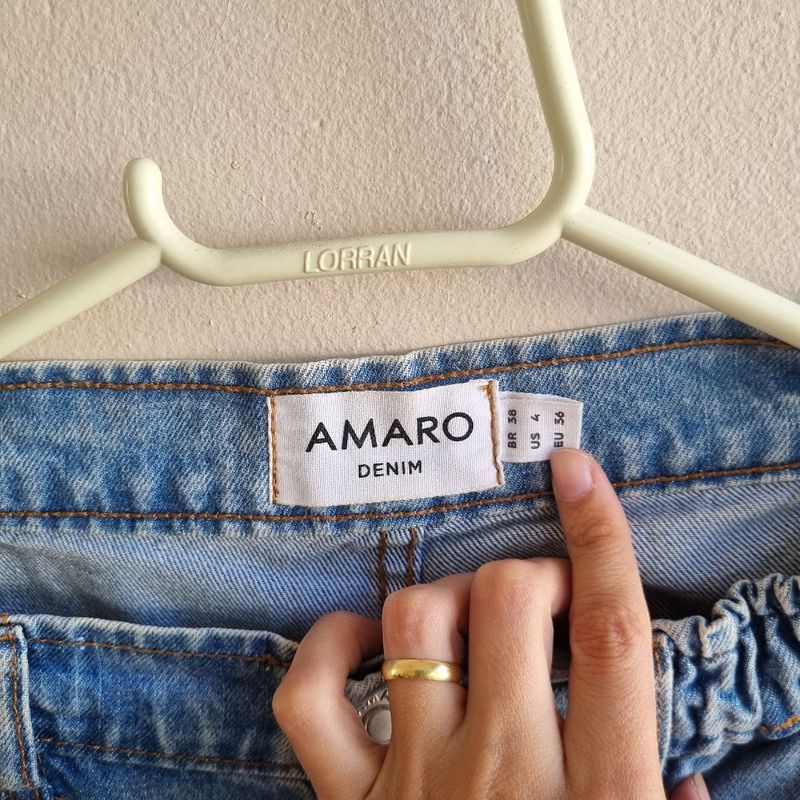 LORRAN
AMARO
DENIM
BR 38
US 4
EU 36